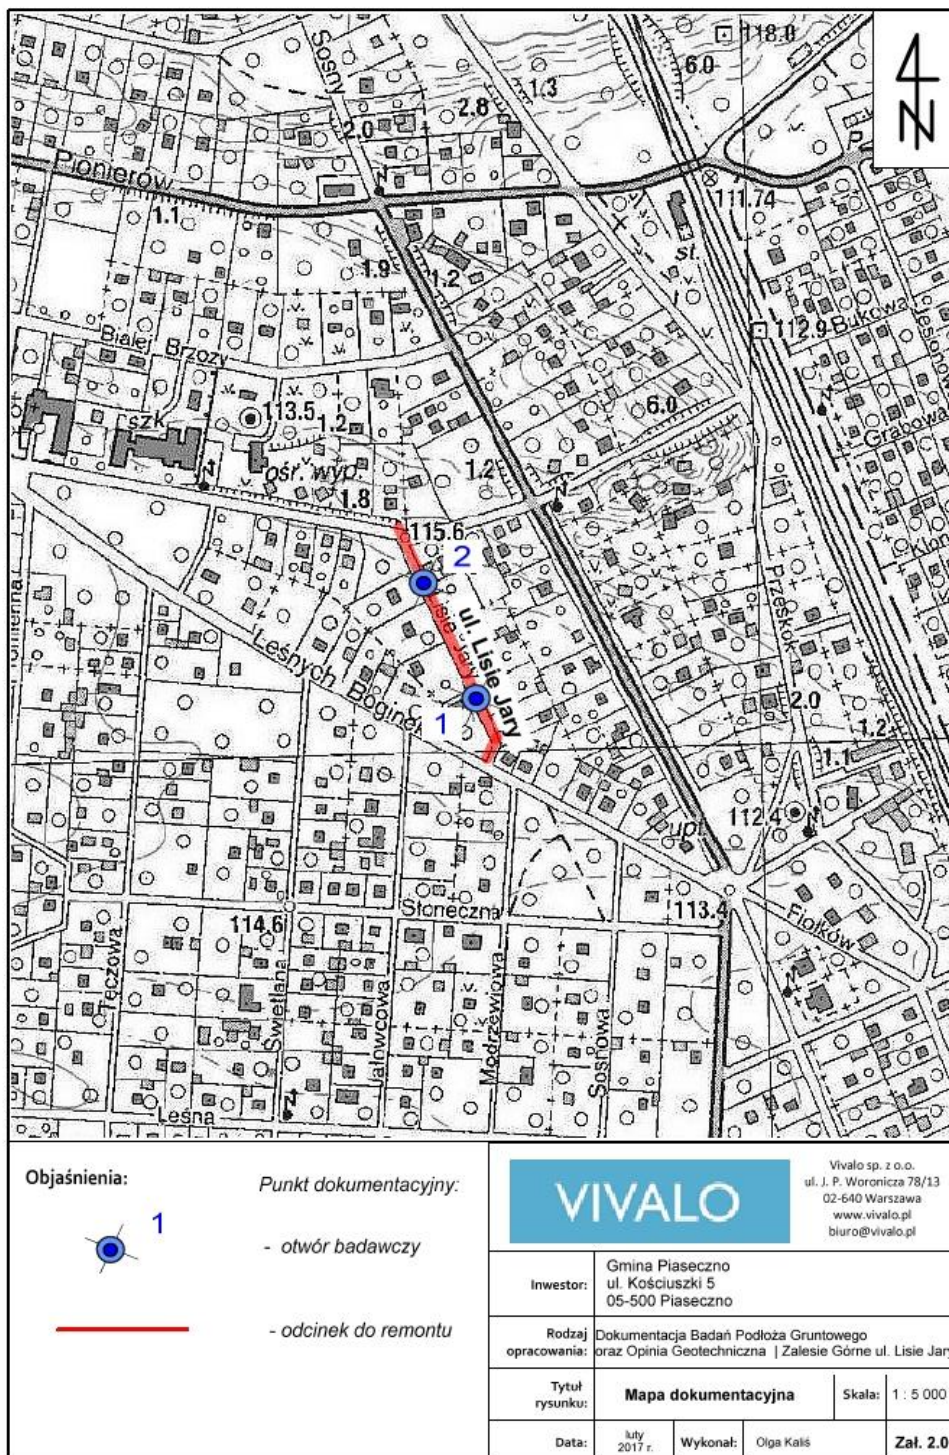 118.0
6.0
1.3
2.8
2.0
Sosny
N
Pionierów
1.1
111.74
st.
1.9
1.2
112.9
Bukowa
Białej Brzozy
szk.
113.5
1.2
6.0
Grabowa
ośr. wyp.
1.8
1.2
115.6
2
Leśnych Boginek
Lisie Jary
ul. Lisie Jary
1
Przeskok
2.0
1.2
1.1
112.4
113.4
Słoneczna
Fiołków
114.6
Tęczowa
Świetlana
Jałowcowa
Modrzewiowa
Sosnowa
Leśna
Objaśnienia:
Punkt dokumentacyjny:
1
- otwór badawczy
- odcinek do remontu
VIVALO
Vivalo sp. z o.o.
ul. J. P. Woronicza 78/13
02-640 Warszawa
www.vivalo.pl
biuro@vivalo.pl
Inwestor:
Gmina Piaseczno
ul. Kościuszki 5
05-500 Piaseczno
Rodzaj
opracowania:
Dokumentacja Badań Podłoża Gruntowego
oraz Opinia Geotechniczna | Zalesie Górne ul. Lisie Jary
Tytuł
rysunku:
Mapa dokumentacyjna
Skala:
1 : 5 000
Data:
luty
2017 r.
Wykonał:
Olga Kaliś
Zał. 2.0